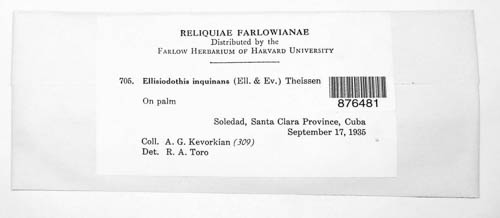 RELIQUIAE FARLOWIANAE
Distributed by the
FARLOW HERBARIUM OF HARVARD UNIVERSITY
705. Ellisiodothis inquinans (Ell. & Ev.) Theissen
On palm
876481
Soledad, Santa Clara Province, Cuba
September 17, 1935
Coll. A. G. Kevorkian (309)
Det. R. A. Toro